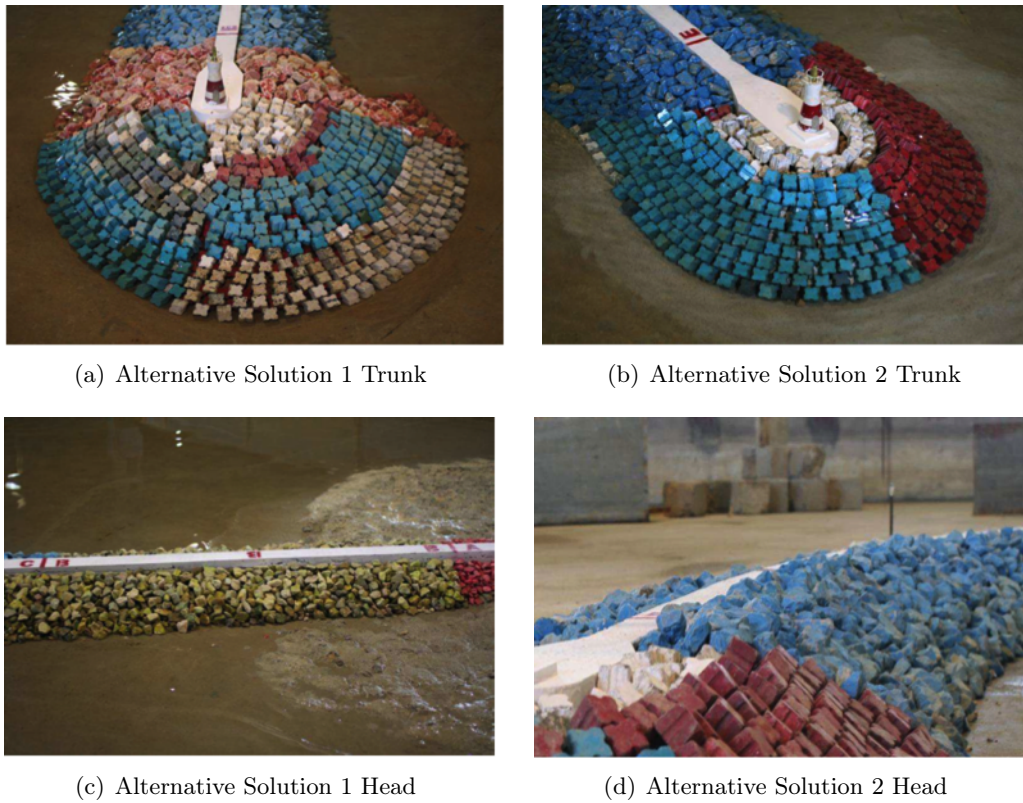 E
(a) Alternative Solution 1 Trunk
(b) Alternative Solution 2 Trunk
C B
B
B A
(c) Alternative Solution 1 Head
(d) Alternative Solution 2 Head